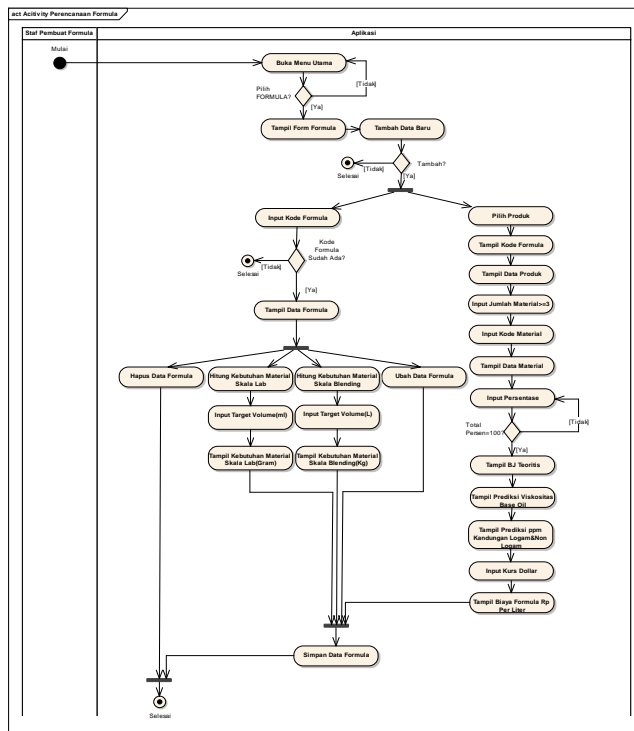 act Acitivity Perencanaan Formula
Staf Pembuat Formula
Aplikasi
Mulai
Buka Menu Utama
[Tidak]
Pilih
FORMULA?
[Ya]
Tampil Form Formula
Tambah Data Baru
Tambah?
[Tidak]
Selesai
[Ya]
Input Kode Formula
Pilih Produk
Kode
Formula
Sudah Ada?
Tampil Kode Formula
[Tidak]
Selesai
Tampil Data Produk
[Ya]
Tampil Data Formula
Input Jumlah Material>=3
Input Kode Material
Tampil Data Material
Hapus Data Formula
Hitung Kebutuhan Material
Skala Lab
Hitung Kebutuhan Material
Skala Blending
Ubah Data Formula
Input Persentase
Input Target Volume(ml)
Input Target Volume(L)
[Tidak]
Total
Persen=100?
[Ya]
Tampil Kebutuhan Material
Skala Lab(Gram)
Tampil Kebutuhan Material
Skala Blending(Kg)
Tampil BJ Teoritis
Tampil Prediksi Viskositas
Base Oil
Tampil Prediksi ppm
Kandungan Logam&Non
Logam
Input Kurs Dollar
Tampil Biaya Formula Rp
Per Liter
Simpan Data Formula
Selesai